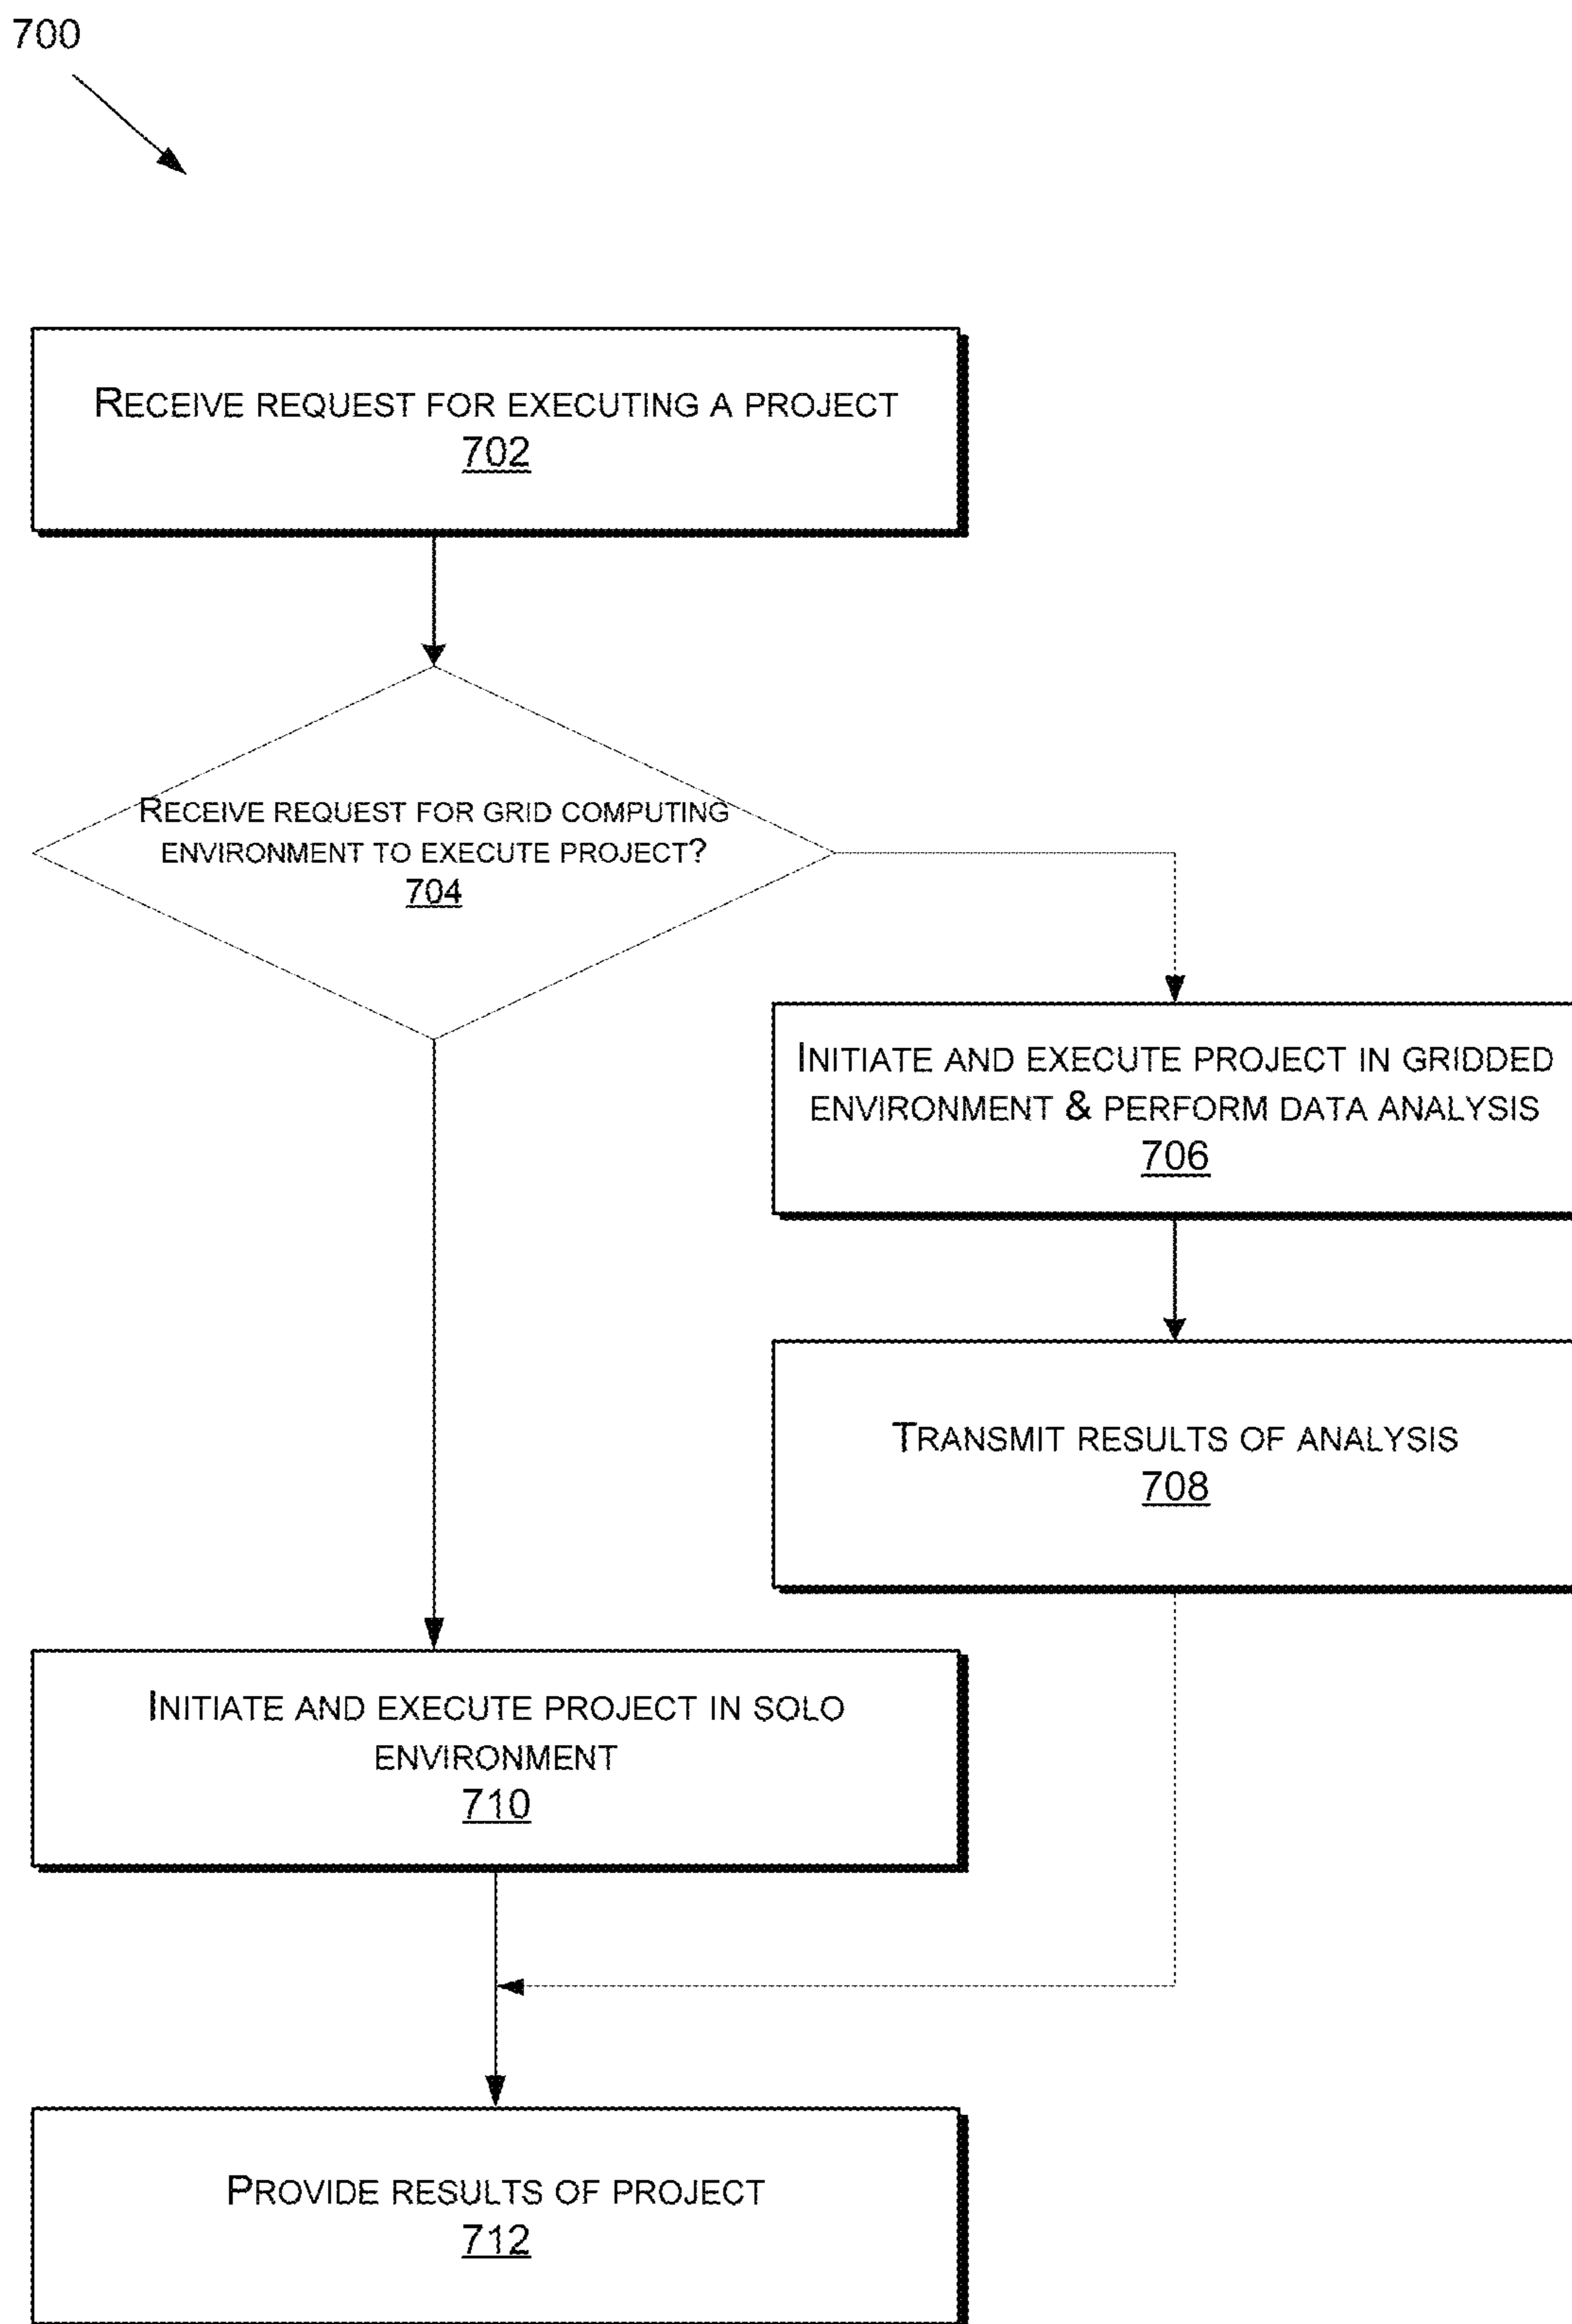 700
RECEIVE REQUEST FOR EXECUTING A PROJECT
702
RECEIVE REQUEST FOR GRID COMPUTING
ENVIRONMENT TO EXECUTE PROJECT?
704
INITIATE AND EXECUTE PROJECT IN GRIDDED
ENVIRONMENT & PERFORM DATA ANALYSIS
706
TRANSMIT RESULTS OF ANALYSIS
708
INITIATE AND EXECUTE PROJECT IN SOLO
ENVIRONMENT
710
PROVIDE RESULTS OF PROJECT
712